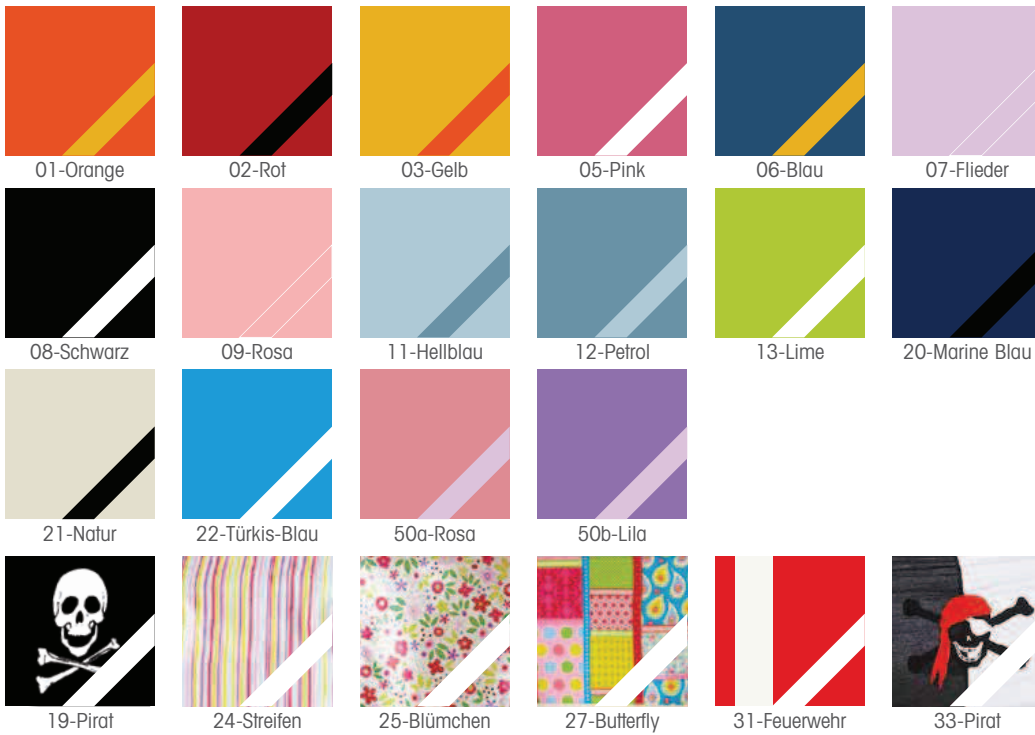 01-Orange
02-Rot
03-Gelb
05-Pink
06-Blau
07-Flieder
08-Schwarz
09-Rosa
11-Hellblau
12-Petrol
13-Lime
20-Marine Blau
21-Natur
22-Türkis-Blau
50a-Rosa
50b-Lila
19-Pirat
24-Streifen
25-Blümchen
27-Butterfly
31-Feuerwehr
33-Pirat